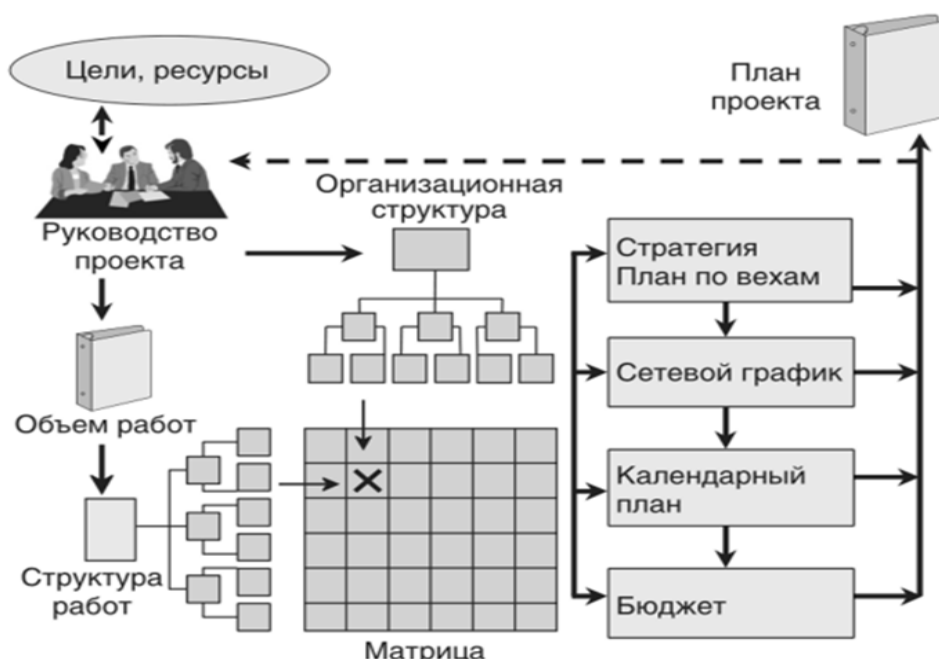 Цели, ресурсы
План
проекта
Организационная
структура
Руководство
проекта
Стратегия
План по вехам
Сетевой график
Объем работ
Календарный
план
Структура
работ
Бюджет
Матрица